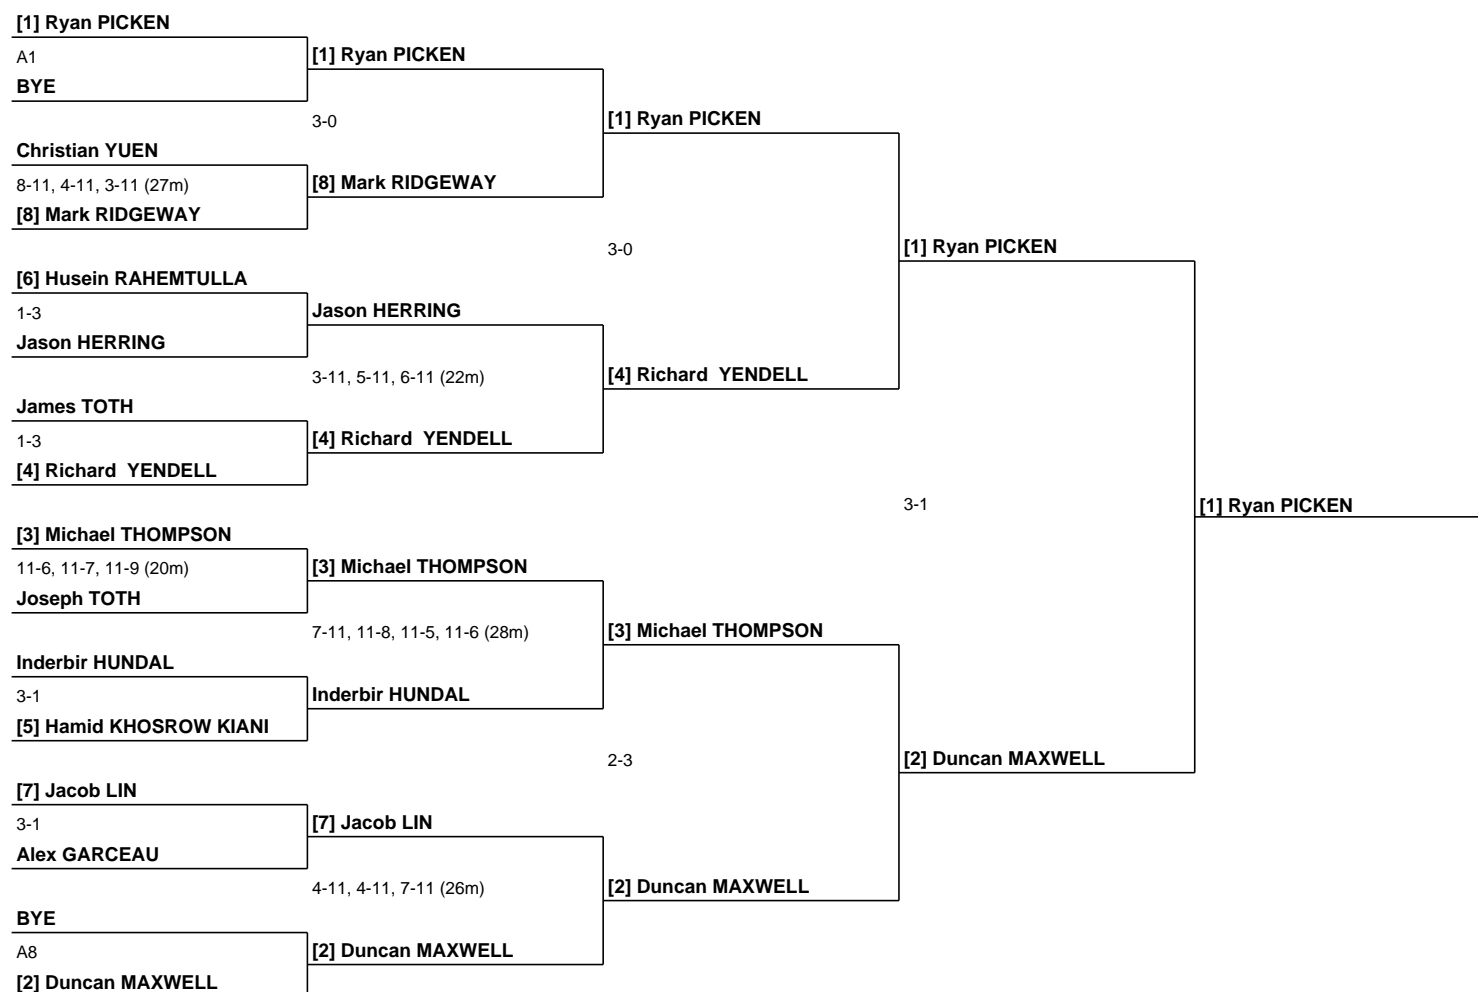 [1] Ryan PICKEN
A1
BYE
Christian YUEN
8-11, 4-11, 3-11 (27m)
[8] Mark RIDGEWAY
[6] Husein RAHEMTULLA
1-3
Jason HERRING
James TOTH
1-3
[4] Richard  YENDELL
[3] Michael THOMPSON
11-6, 11-7, 11-9 (20m)
Joseph TOTH
Inderbir HUNDAL
3-1
[5] Hamid KHOSROW KIANI
[7] Jacob LIN
3-1
Alex GARCEAU
BYE
A8
[2] Duncan MAXWELL
[1] Ryan PICKEN
3-0
[8] Mark RIDGEWAY
Jason HERRING
3-11, 5-11, 6-11 (22m)
[4] Richard  YENDELL
[3] Michael THOMPSON
7-11, 11-8, 11-5, 11-6 (28m)
Inderbir HUNDAL
[7] Jacob LIN
4-11, 4-11, 7-11 (26m)
[2] Duncan MAXWELL
[1] Ryan PICKEN
3-0
[4] Richard  YENDELL
[3] Michael THOMPSON
2-3
[2] Duncan MAXWELL
[1] Ryan PICKEN
3-1
[2] Duncan MAXWELL
[1] Ryan PICKEN